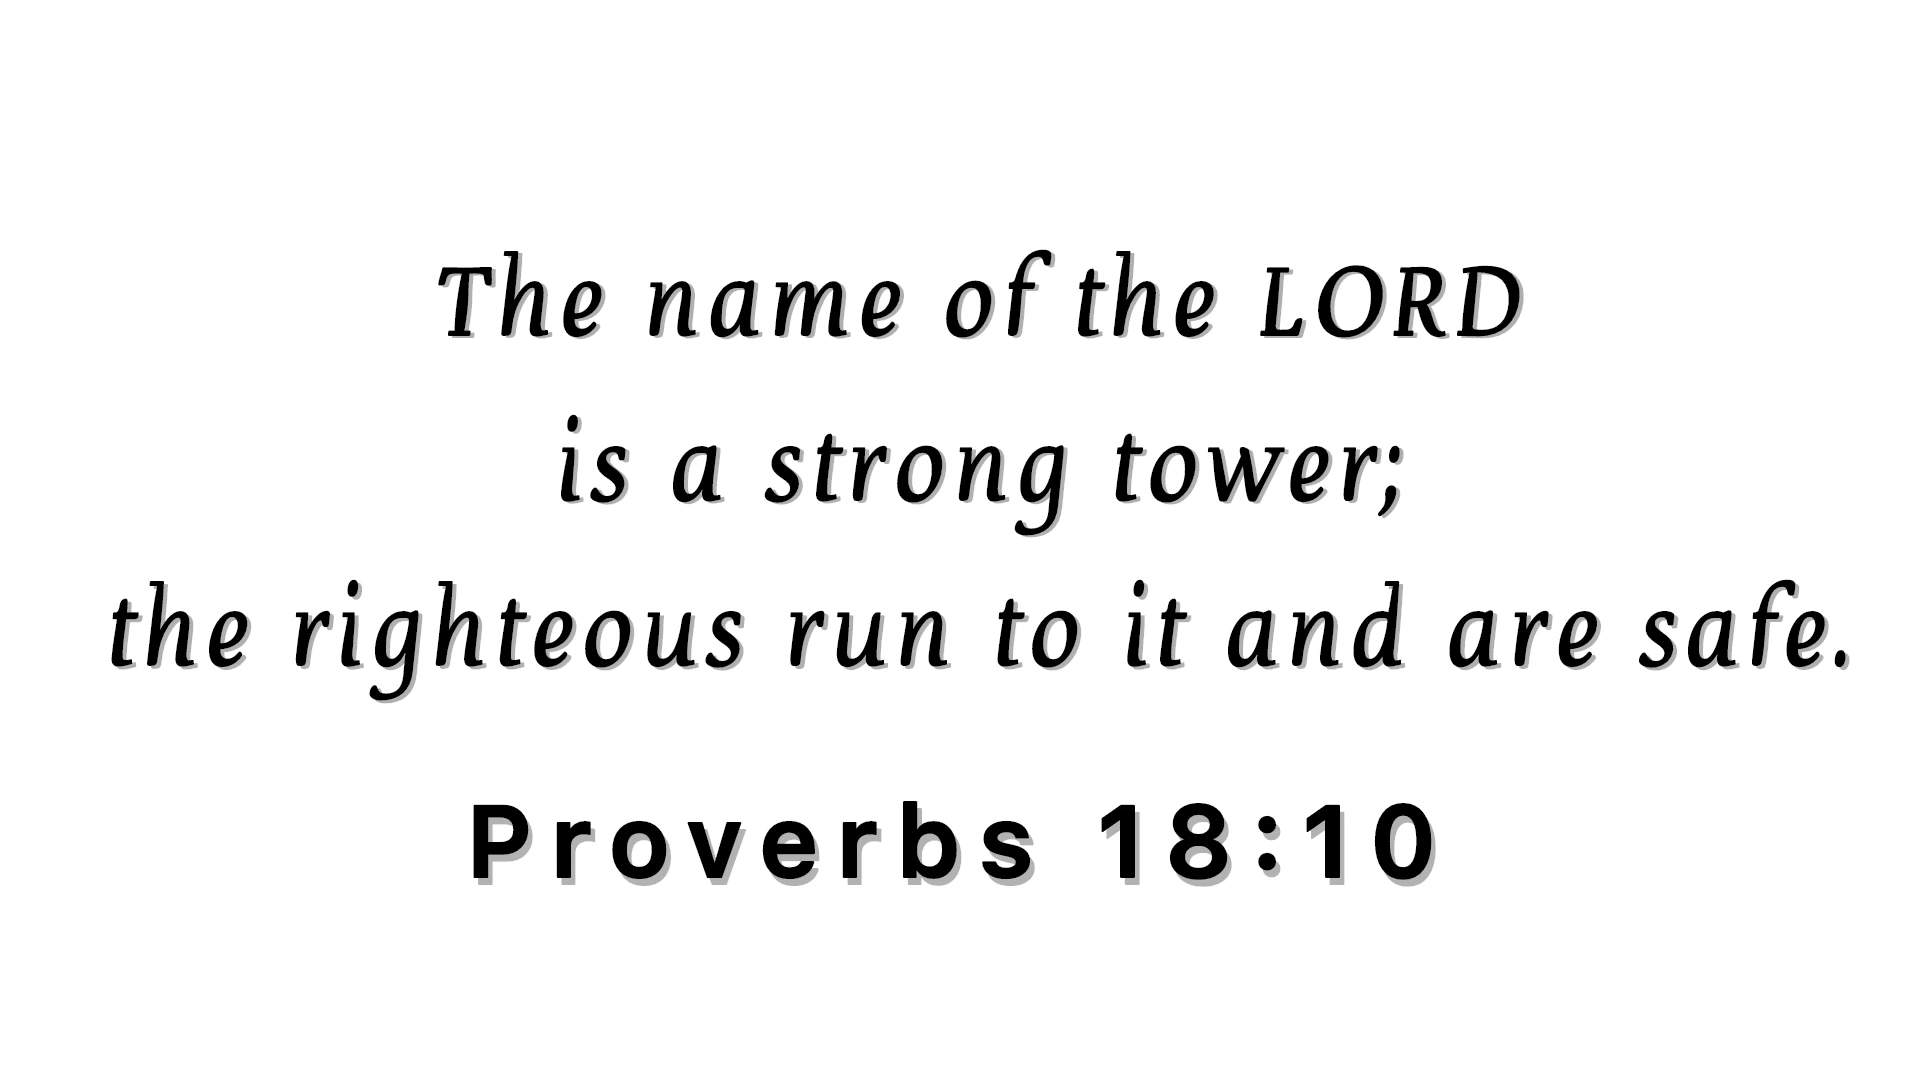 The name of the LORD
is a strong tower;
the righteous run to it and are safe.
Proverbs 18:10